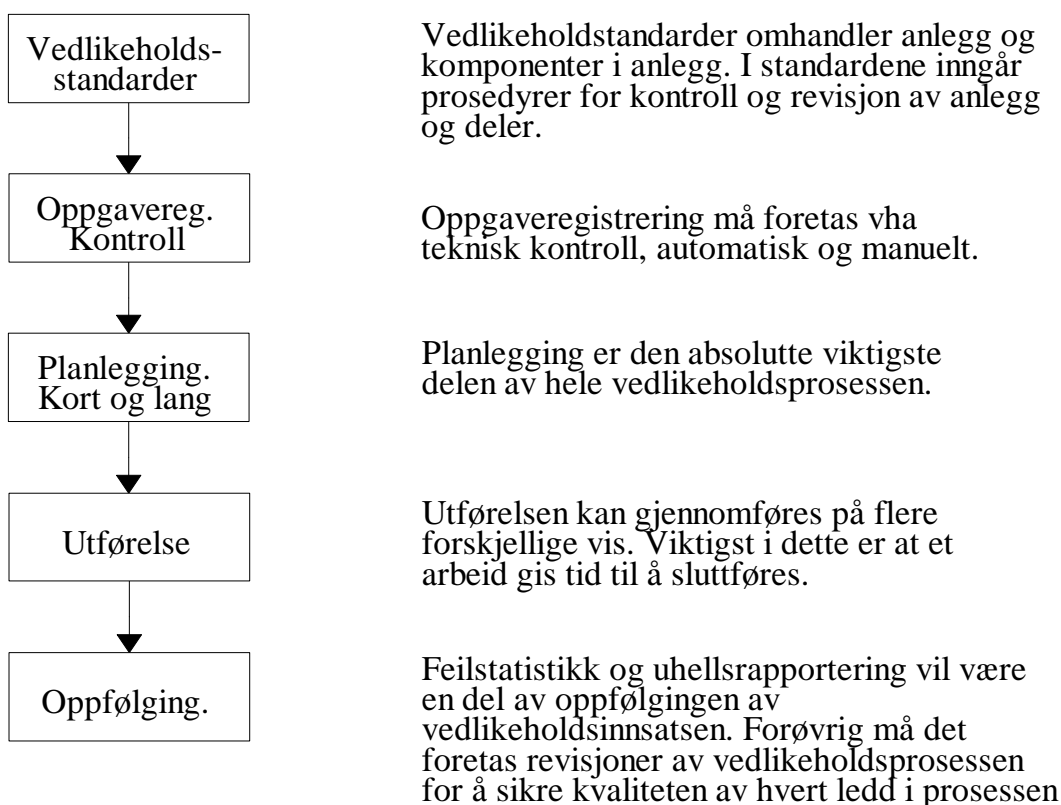 Vedlikeholds-
standarder
Vedlikeholdstandarder omhandler anlegg og
komponenter i anlegg. I standardene inngår
prosedyrer for kontroll og revisjon av anlegg
og deler.
Oppgavereg.
Kontroll
Oppgaveregistrering må foretas vha
teknisk kontroll, automatisk og manuelt.
Planlegging.
Kort og lang
Planlegging er den absolutte viktigste
delen av hele vedlikeholdsprosessen.
Utførelse
Utførelsen kan gjennomføres på flere
forskjellige vis. Viktigst i dette er at et
arbeid gis tid til å sluttføres.
Oppfølging.
Feilstatistikk og uhellsrapportering vil være
en del av oppfølgingen av
vedlikeholdsinnsatsen. Forøvrig må det
foretas revisjoner av vedlikeholdsprosessen
for å sikre kvaliteten av hvert ledd i prosessen